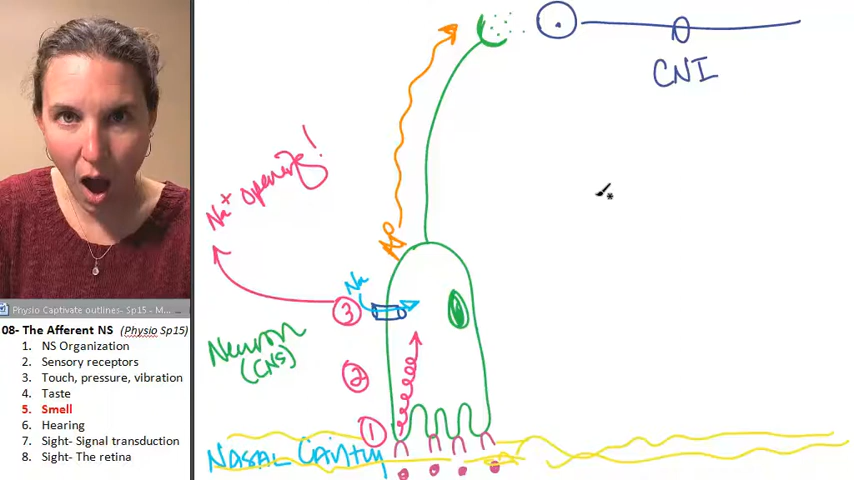 CNI
Na+ opening!
AP
Na
3
Neuron
(CNS)
2
1
Nasal Cavity
Physio Captivate outlines- Sp15 - M...
08- The Afferent NS (Physio Sp15)
1. NS Organization
2. Sensory receptors
3. Touch, pressure, vibration
4. Taste
5. Smell
6. Hearing
7. Sight- Signal transduction
8. Sight- The retina